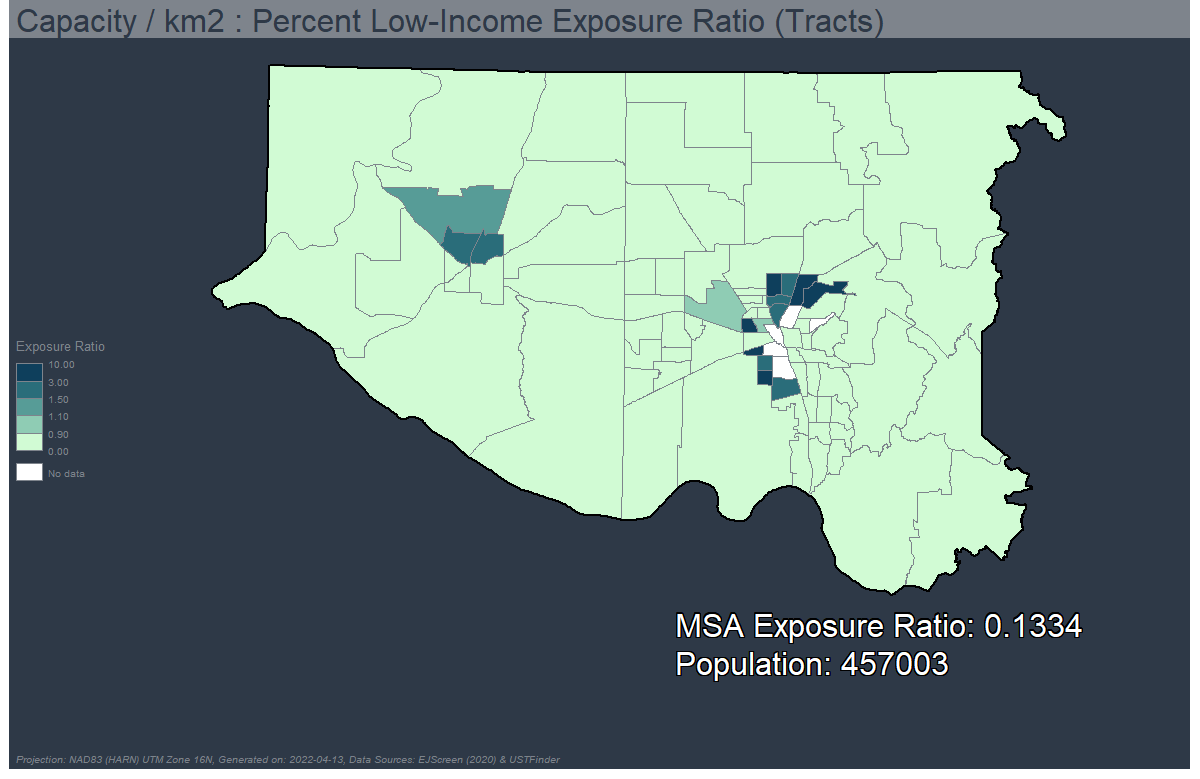 Capacity / km2 : Percent Low-Income Exposure Ratio (Tracts)
Exposure Ratio
10.00
3.00
1.50
1.10
0.90
0.00
No data
MSA Exposure Ratio: 0.1334
Population: 457003
Projection: NAD83 (HARN) UTM Zone 16N, Generated on: 2022-04-13, Data Sources: EJScreen (2020) & USTFinder